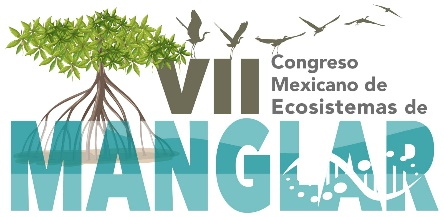 VII
Congreso
Mexicano de
Ecosistemas de
MANGLAR